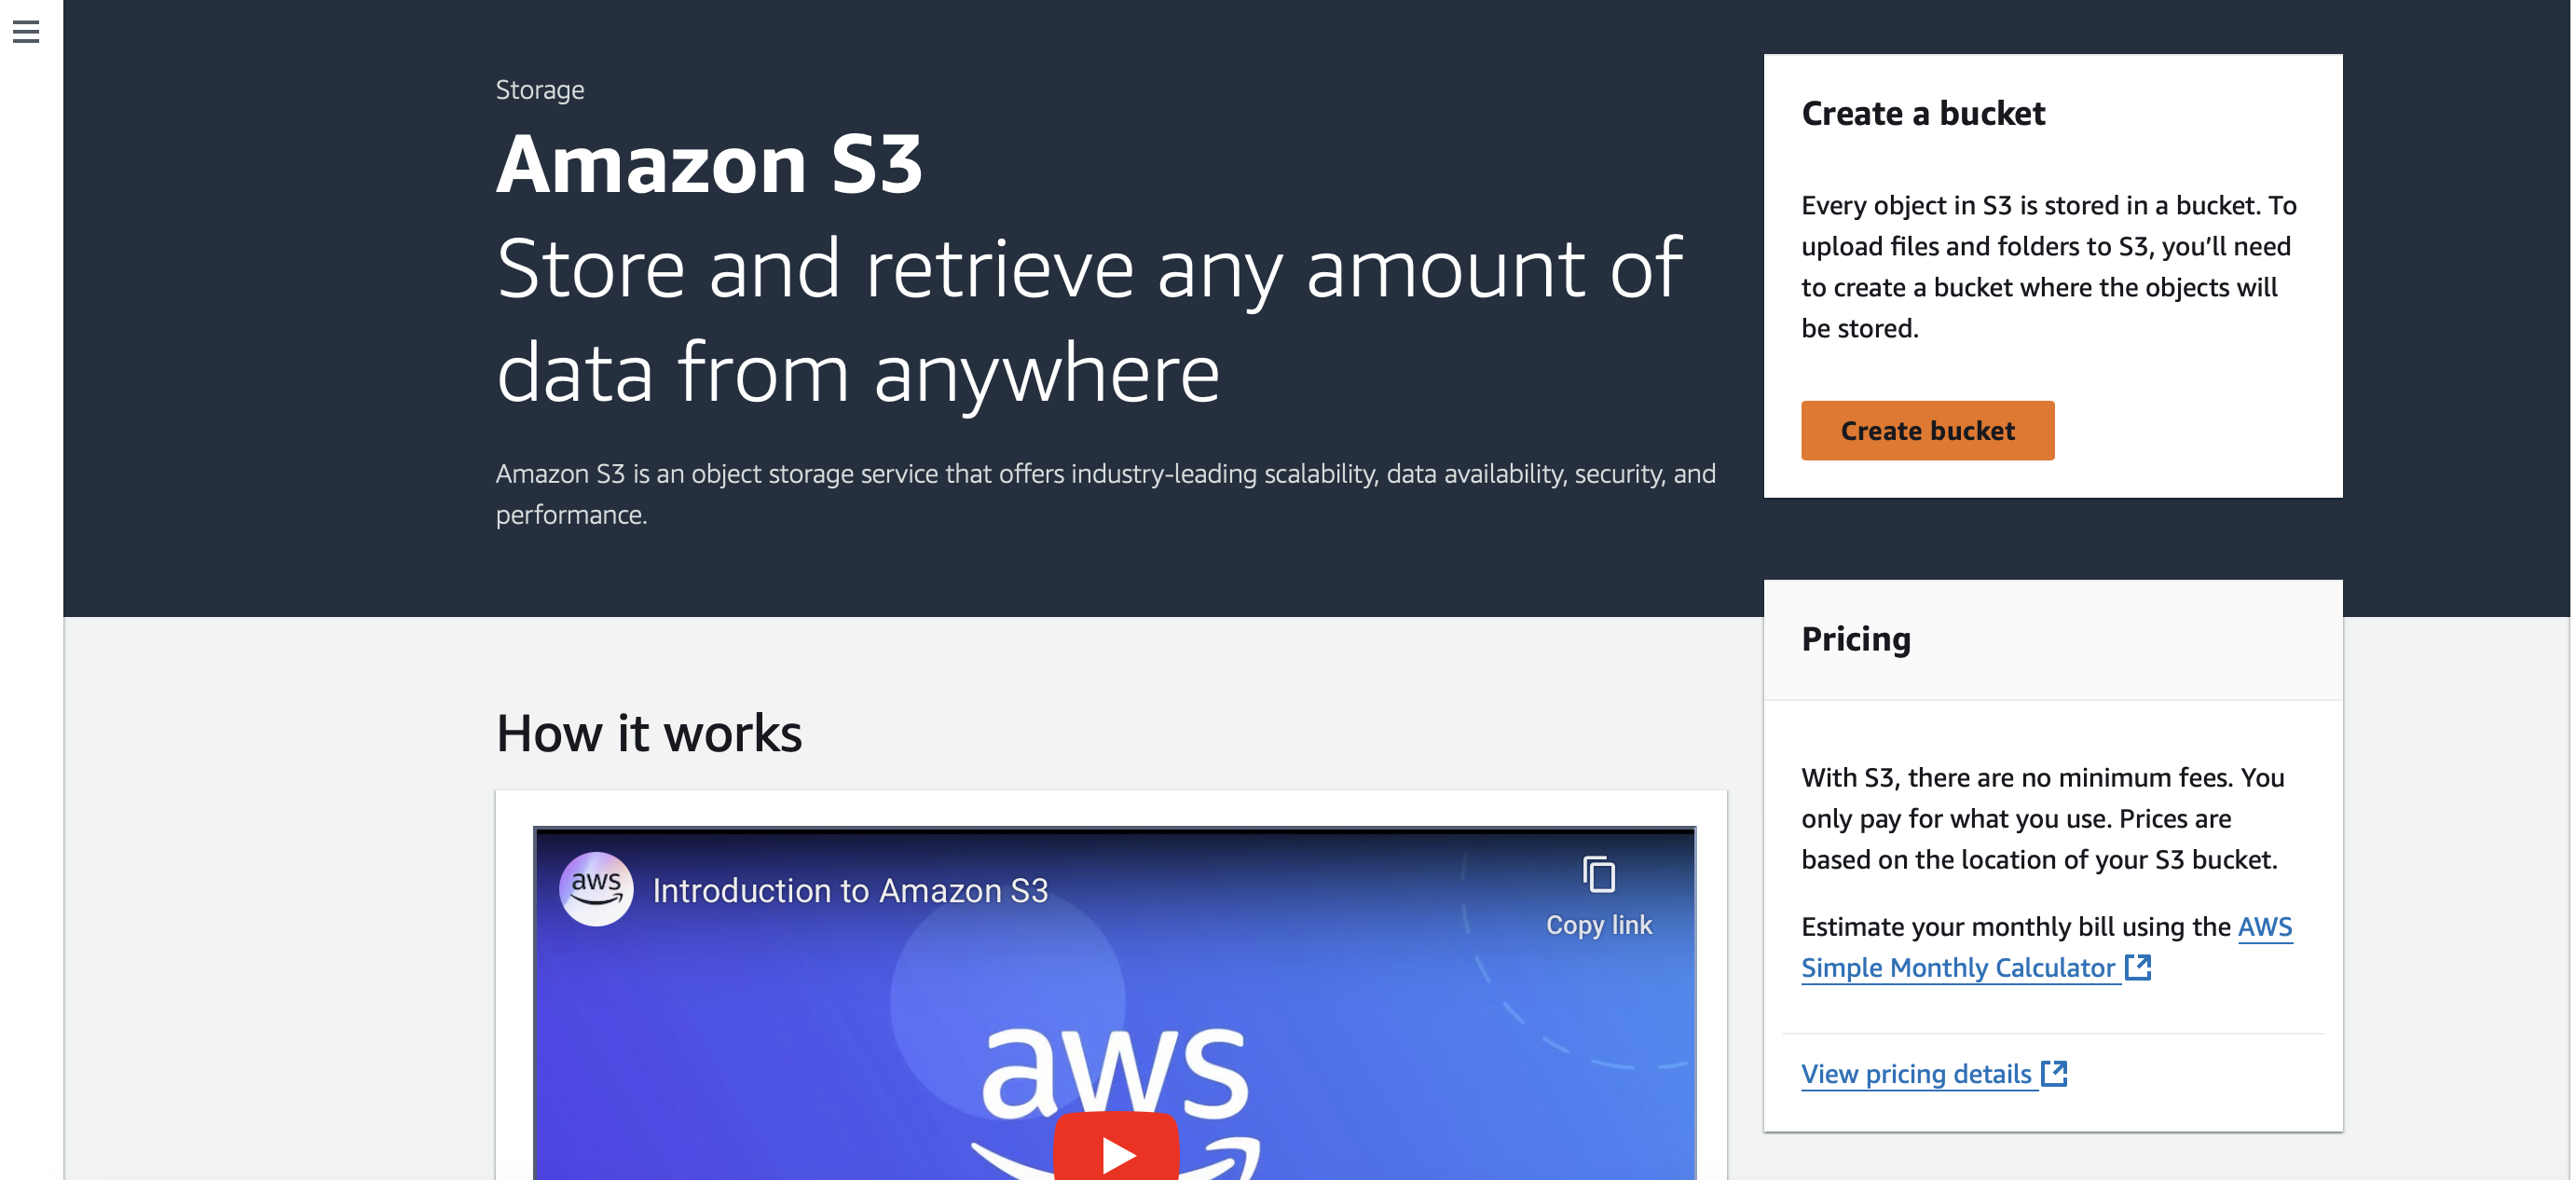 Storage
Amazon S3
Store and retrieve any amount of
data from anywhere
Amazon S3 is an object storage service that offers industry-leading scalability, data availability, security, and
performance.
Create a bucket
Every object in S3 is stored in a bucket. To
upload files and folders to S3, you’ll need
to create a bucket where the objects will
be stored.
Create bucket
How it works
aws
Introduction to Amazon S3
Copy link
aws
Pricing
With S3, there are no minimum fees. You
only pay for what you use. Prices are
based on the location of your S3 bucket.
Estimate your monthly bill using the AWS
Simple Monthly Calculator
View pricing details